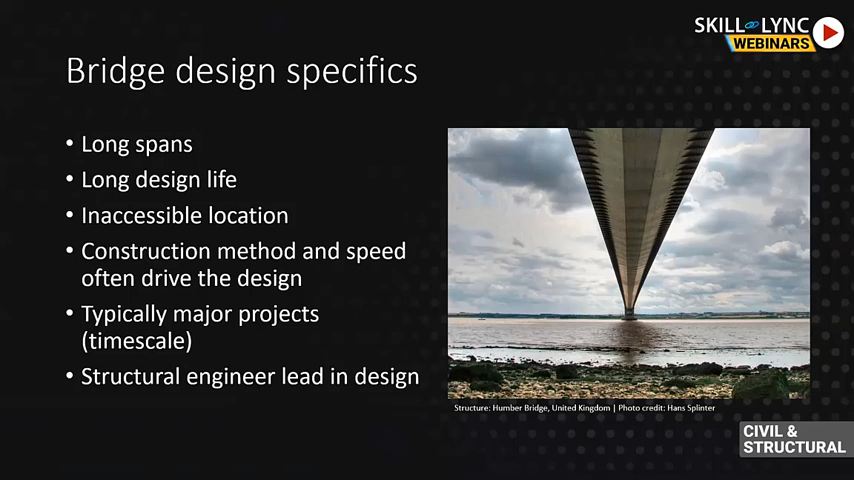 SKILL LYNC
WEBINARS
Bridge design specifics
• Long spans
• Long design life
• Inaccessible location
• Construction method and speed
often drive the design
• Typically major projects
(timescale)
• Structural engineer lead in design
Structure: Humber Bridge, United Kingdom | Photo credit: Hans Splinter
CIVIL &
STRUCTURAL